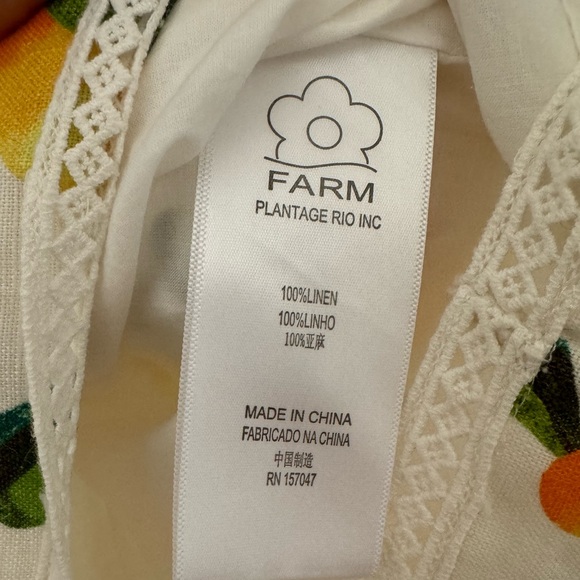 FARM
PLANTAGE RIO INC
100%LINEN
100%LINHO
100%亚麻
MADE IN CHINA
FABRICADO NA CHINA
中国制造
RN 157047